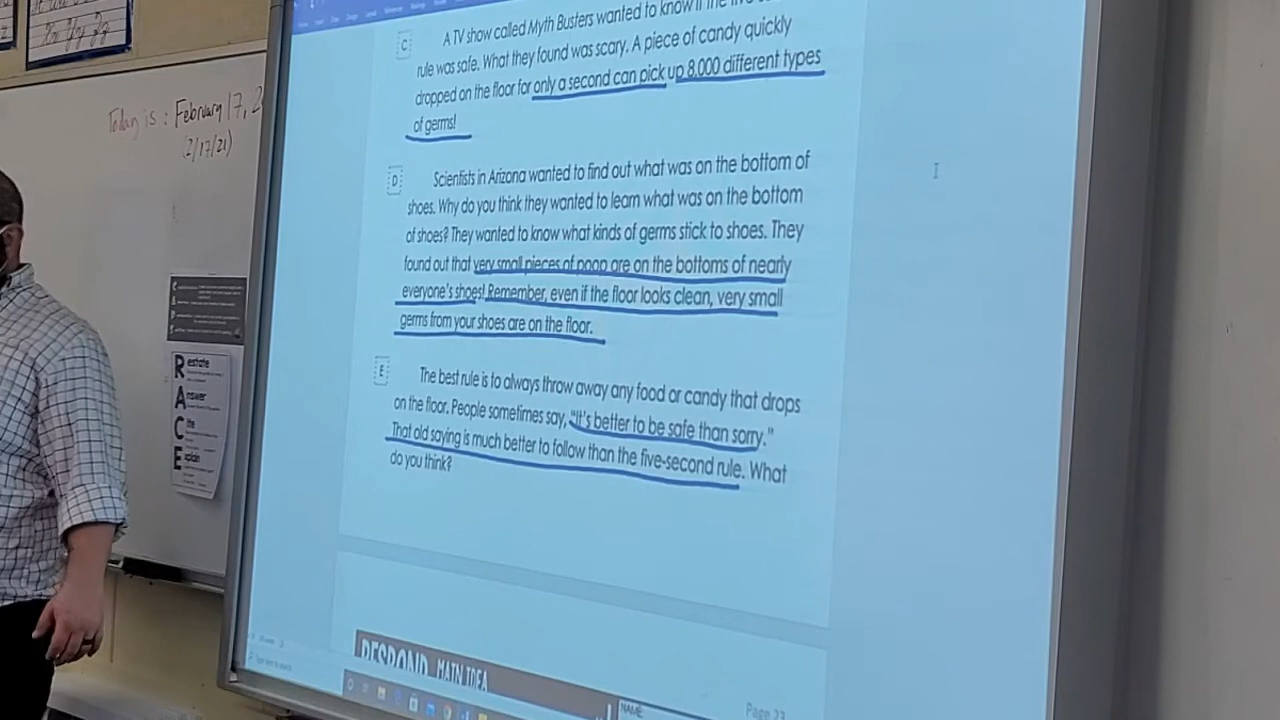 Today is : February 17, 2
(2/17/21)
C
A TV show called Myth Busters wanted to know if the five
rule was safe. What they found was scary. A piece of candy quickly
dropped on the floor for only a second can pick up 8,000 different types
of germs!
D
Scientists in Arizona wanted to find out what was on the bottom of
shoes. Why do you think they wanted to learn what was on the bottom
of shoes? They wanted to know what kinds of germs stick to shoes. They
found out that very small pieces of poop are on the bottoms of nearly
everyone's shoes! Remember, even if the floor looks clean, very small
germs from your shoes are on the floor.
E
The best rule is to always throw away any food or candy that drops
on the floor. People sometimes say, "It's better to be safe than sorry."
That old saying is much better to follow than the five-second rule. What
do you think?
Restate
Answer
Cite
Explain
RESPOND MAIN IDEA
NAME
Page 23